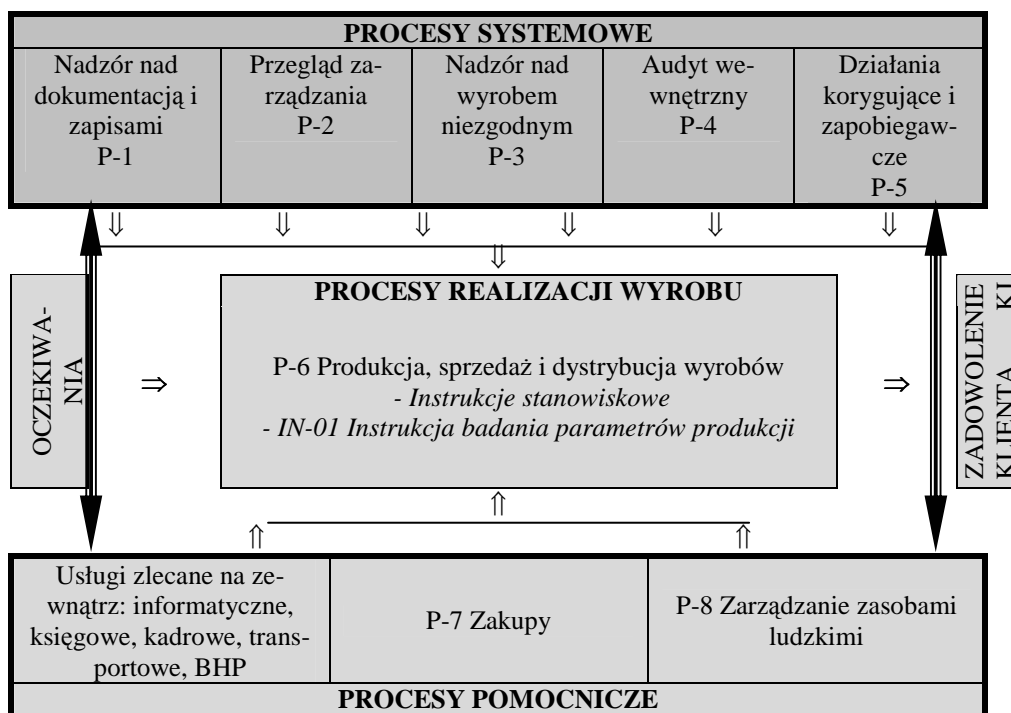 PROCESY SYSTEMOWE
Nadzór nad
dokumentacją i
zapisami
P-1
Przegląd za-
rządzania
P-2
Nadzór nad
wyrobem
niezgodnym
P-3
Audyt we-
wnętrzny
P-4
Działania
korygujące i
zapobiegaw-
cze
P-5
OCZEKIWA-
NIA
PROCESY REALIZACJI WYROBU
P-6 Produkcja, sprzedaż i dystrybucja wyrobów
- Instrukcje stanowiskowe
- IN-01 Instrukcja badania parametrów produkcji
ZADOWOLENIE KL
KLIENTA
Usługi zlecane na ze-
wnątrz: informatyczne,
księgowe, kadrowe, trans-
portowe, BHP
P-7 Zakupy
P-8 Zarządzanie zasobami
ludzkimi
PROCESY POMOCNICZE